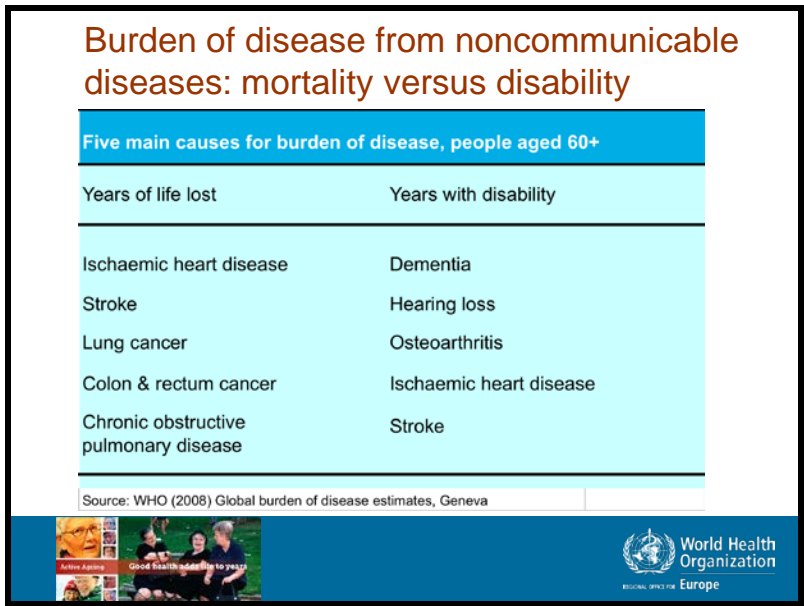 Burden of disease from noncommunicable
diseases: mortality versus disability
Five main causes for burden of disease, people aged 60+
Years of life lost Years with disability
Ischaemic heart disease Dementia
Stroke Hearing loss
Lung cancer Osteoarthritis
Colon & rectum cancer Ischaemic heart disease
Chronic obstructive
pulmonary disease Stroke
Source: WHO (2008) Global burden of disease estimates, Geneva
Active Ageing Good health adds life to years
World Health
Organization
REGIONAL OFFICE FOR Europe